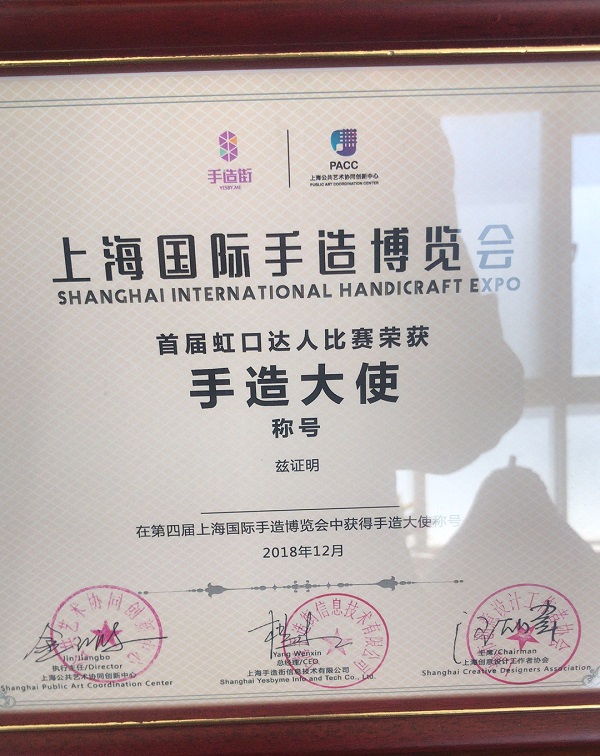 手造街
YESBY.ME
PACC
上海公共艺术协同创新中心
PUBLIC ART COORDINATION CENTER
上海国际手造博览会
SHANGHAI INTERNATIONAL HANDICRAFT EXPO
首届虹口达人比赛荣获
手造大使
称号
兹证明
在第四届上海国际手造博览会中获得手造大使称号
2018年12月
Jin/Jiangbo
执行主任/Director
上海公共艺术协同创新中心
Shanghai Public Art Coordination Center
Yang Wenxin
总经理/CEO
上海手造街信息技术有限公司
Shanghai Yesbyme Info and Tech Co., Ltd.
主席/Chairman
上海创意设计工作者协会
Shanghai Creative Designers Association